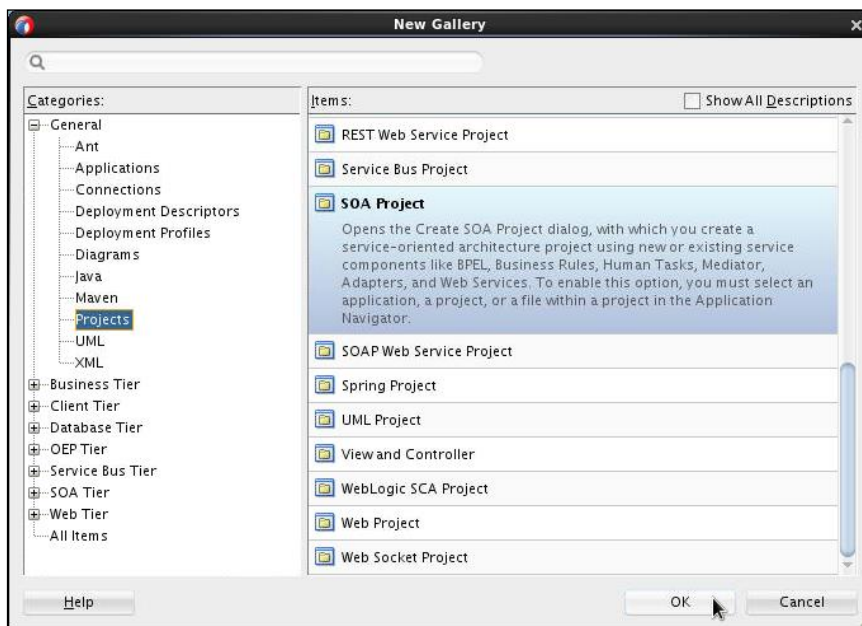 New Gallery
Categories:
General
Ant
Applications
Connections
Deployment Descriptors
Deployment Profiles
Diagrams
Java
Maven
Projects
UML
XML
Business Tier
Client Tier
Database Tier
OEP Tier
Service Bus Tier
SOA Tier
Web Tier
All Items
Items:
Show All Descriptions
REST Web Service Project
Service Bus Project
SOA Project
Opens the Create SOA Project dialog, with which you create a
service-oriented architecture project using new or existing service
components like BPEL, Business Rules, Human Tasks, Mediator,
Adapters, and Web Services. To enable this option, you must select an
application, a project, or a file within a project in the Application
Navigator.
SOAP Web Service Project
Spring Project
UML Project
View and Controller
WebLogic SCA Project
Web Project
Web Socket Project
Help
OK
Cancel